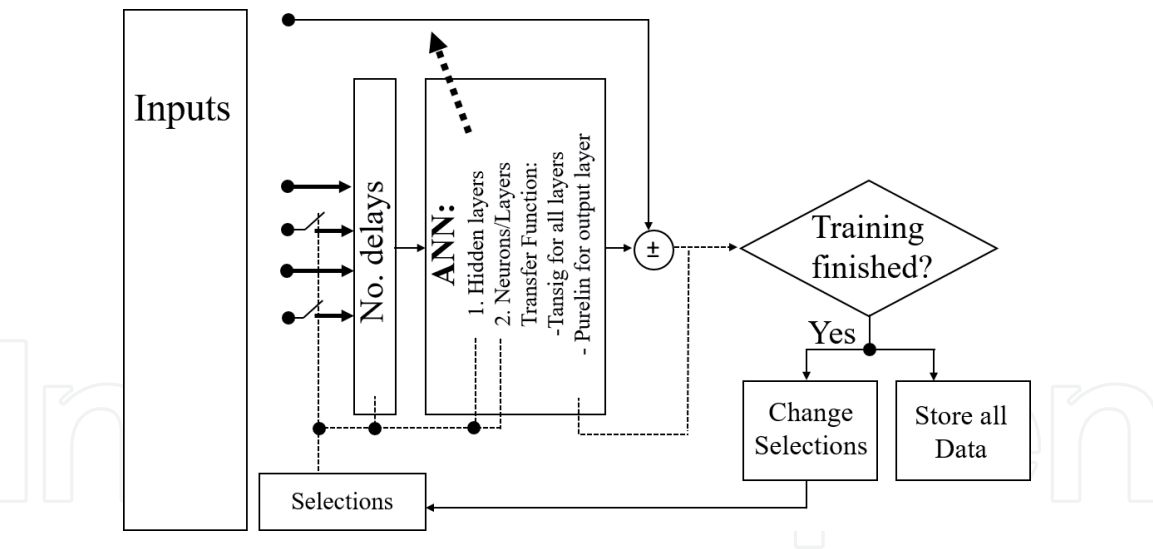 Inputs
No. delays
ANN:
1. Hidden layers
2. Neurons/Layers
Transfer Function:
-Tansig for all layers
- Purelin for output layer
±
Training
finished?
Yes
Change
Selections
Store all
Data
Selections